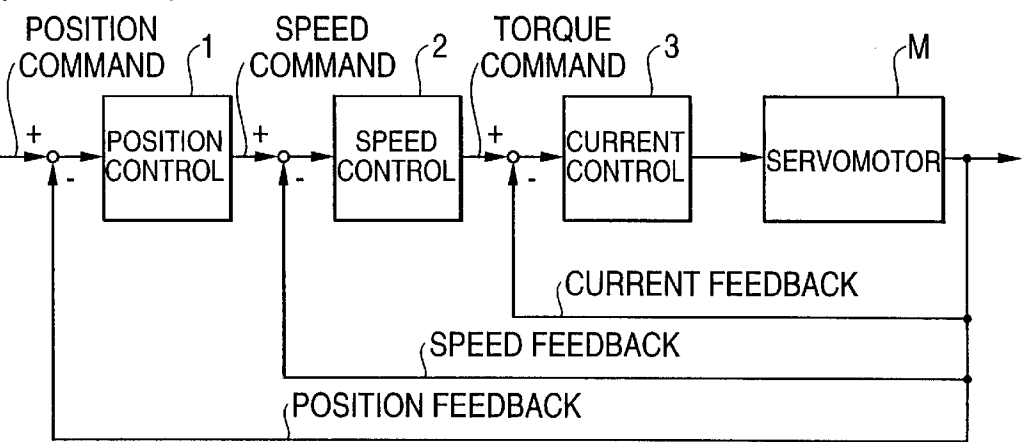 POSITION
COMMAND
1
SPEED
COMMAND
2
TORQUE
COMMAND
3
M
+
-
POSITION
CONTROL
+
-
SPEED
CONTROL
+
-
CURRENT
CONTROL
SERVOMOTOR
CURRENT FEEDBACK
SPEED FEEDBACK
POSITION FEEDBACK